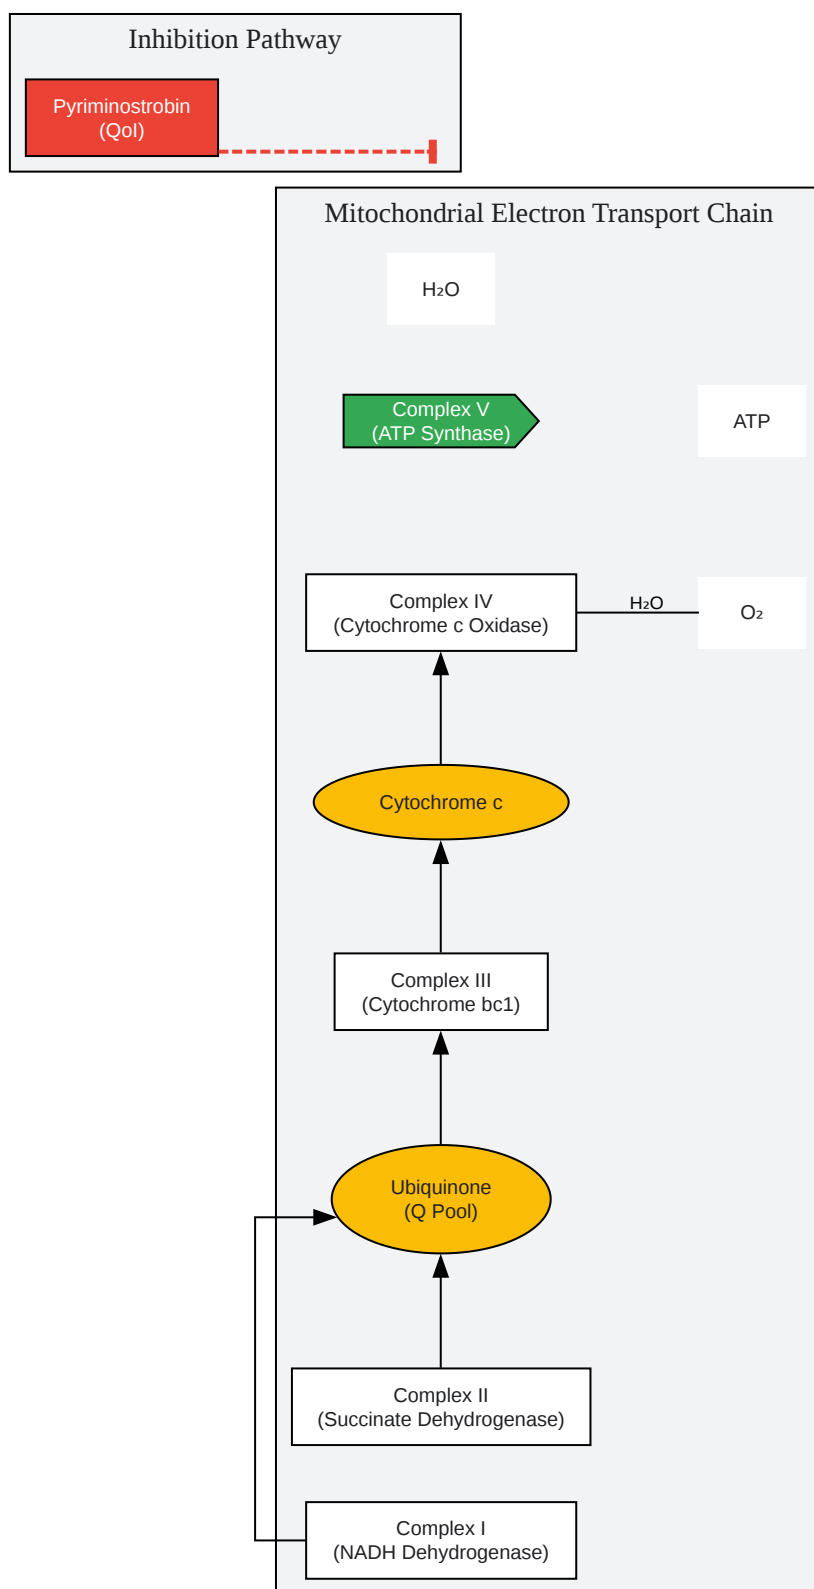 Inhibition Pathway
Pyriminostrobin
(QoI)
Mitochondrial Electron Transport Chain
H₂O
Complex V
(ATP Synthase)
ATP
Complex IV
(Cytochrome c Oxidase)
H₂O
O₂
Cytochrome c
Complex III
(Cytochrome bc1)
Ubiquinone
(Q Pool)
Complex II
(Succinate Dehydrogenase)
Complex I
(NADH Dehydrogenase)